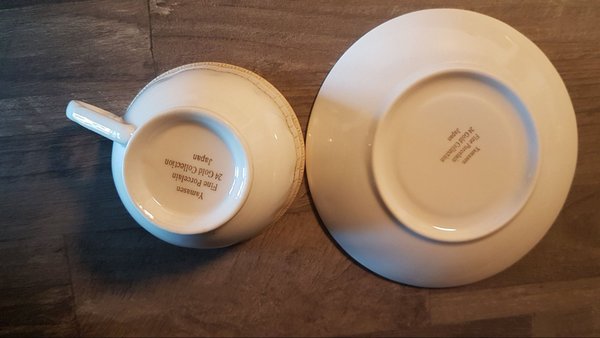 Yamasen
Fine Porcelain
24 Gold Collection
Japan
Yamasen
Fine Porcelain
24 Gold Collection
Japan